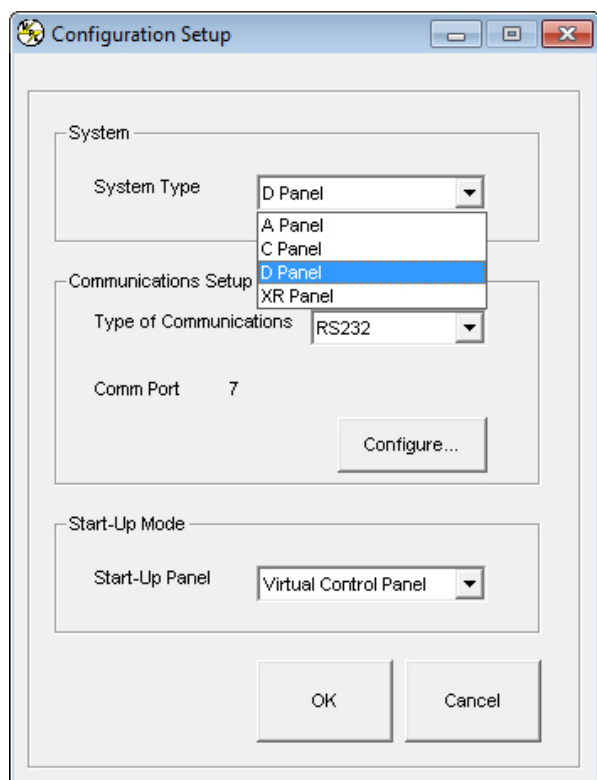 Configuration Setup
System
System Type D Panel
A Panel
C Panel
D Panel
XR Panel
Communications Setup
Type of Communications RS232
Comm Port 7
Configure...
Start-Up Mode
Start-Up Panel Virtual Control Panel
OK Cancel